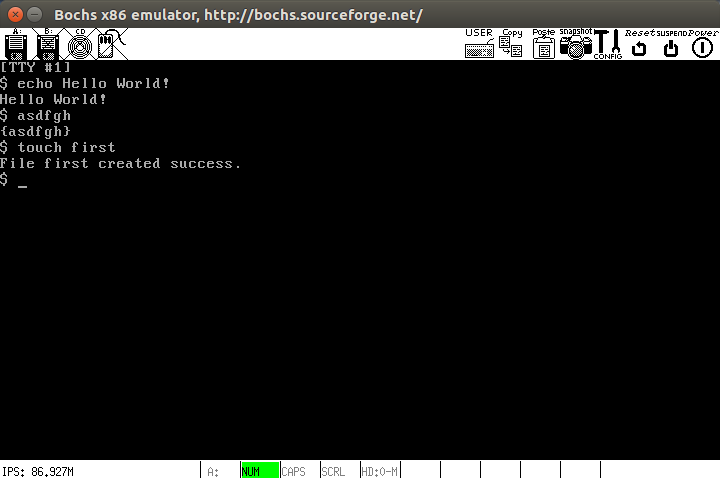 Bochs x86 emulator, http://bochs.sourceforge.net/
A: B: CD USER Copy Paste snapshot CONFIG Reset SUSPEND Power
[TTY #1]
$ echo Hello World!
Hello World!
$ asdfgh
{asdfgh}
$ touch first
File first created success.
$ _
IPS: 86.927M A: NUM CAPS SCRL HD:0-M